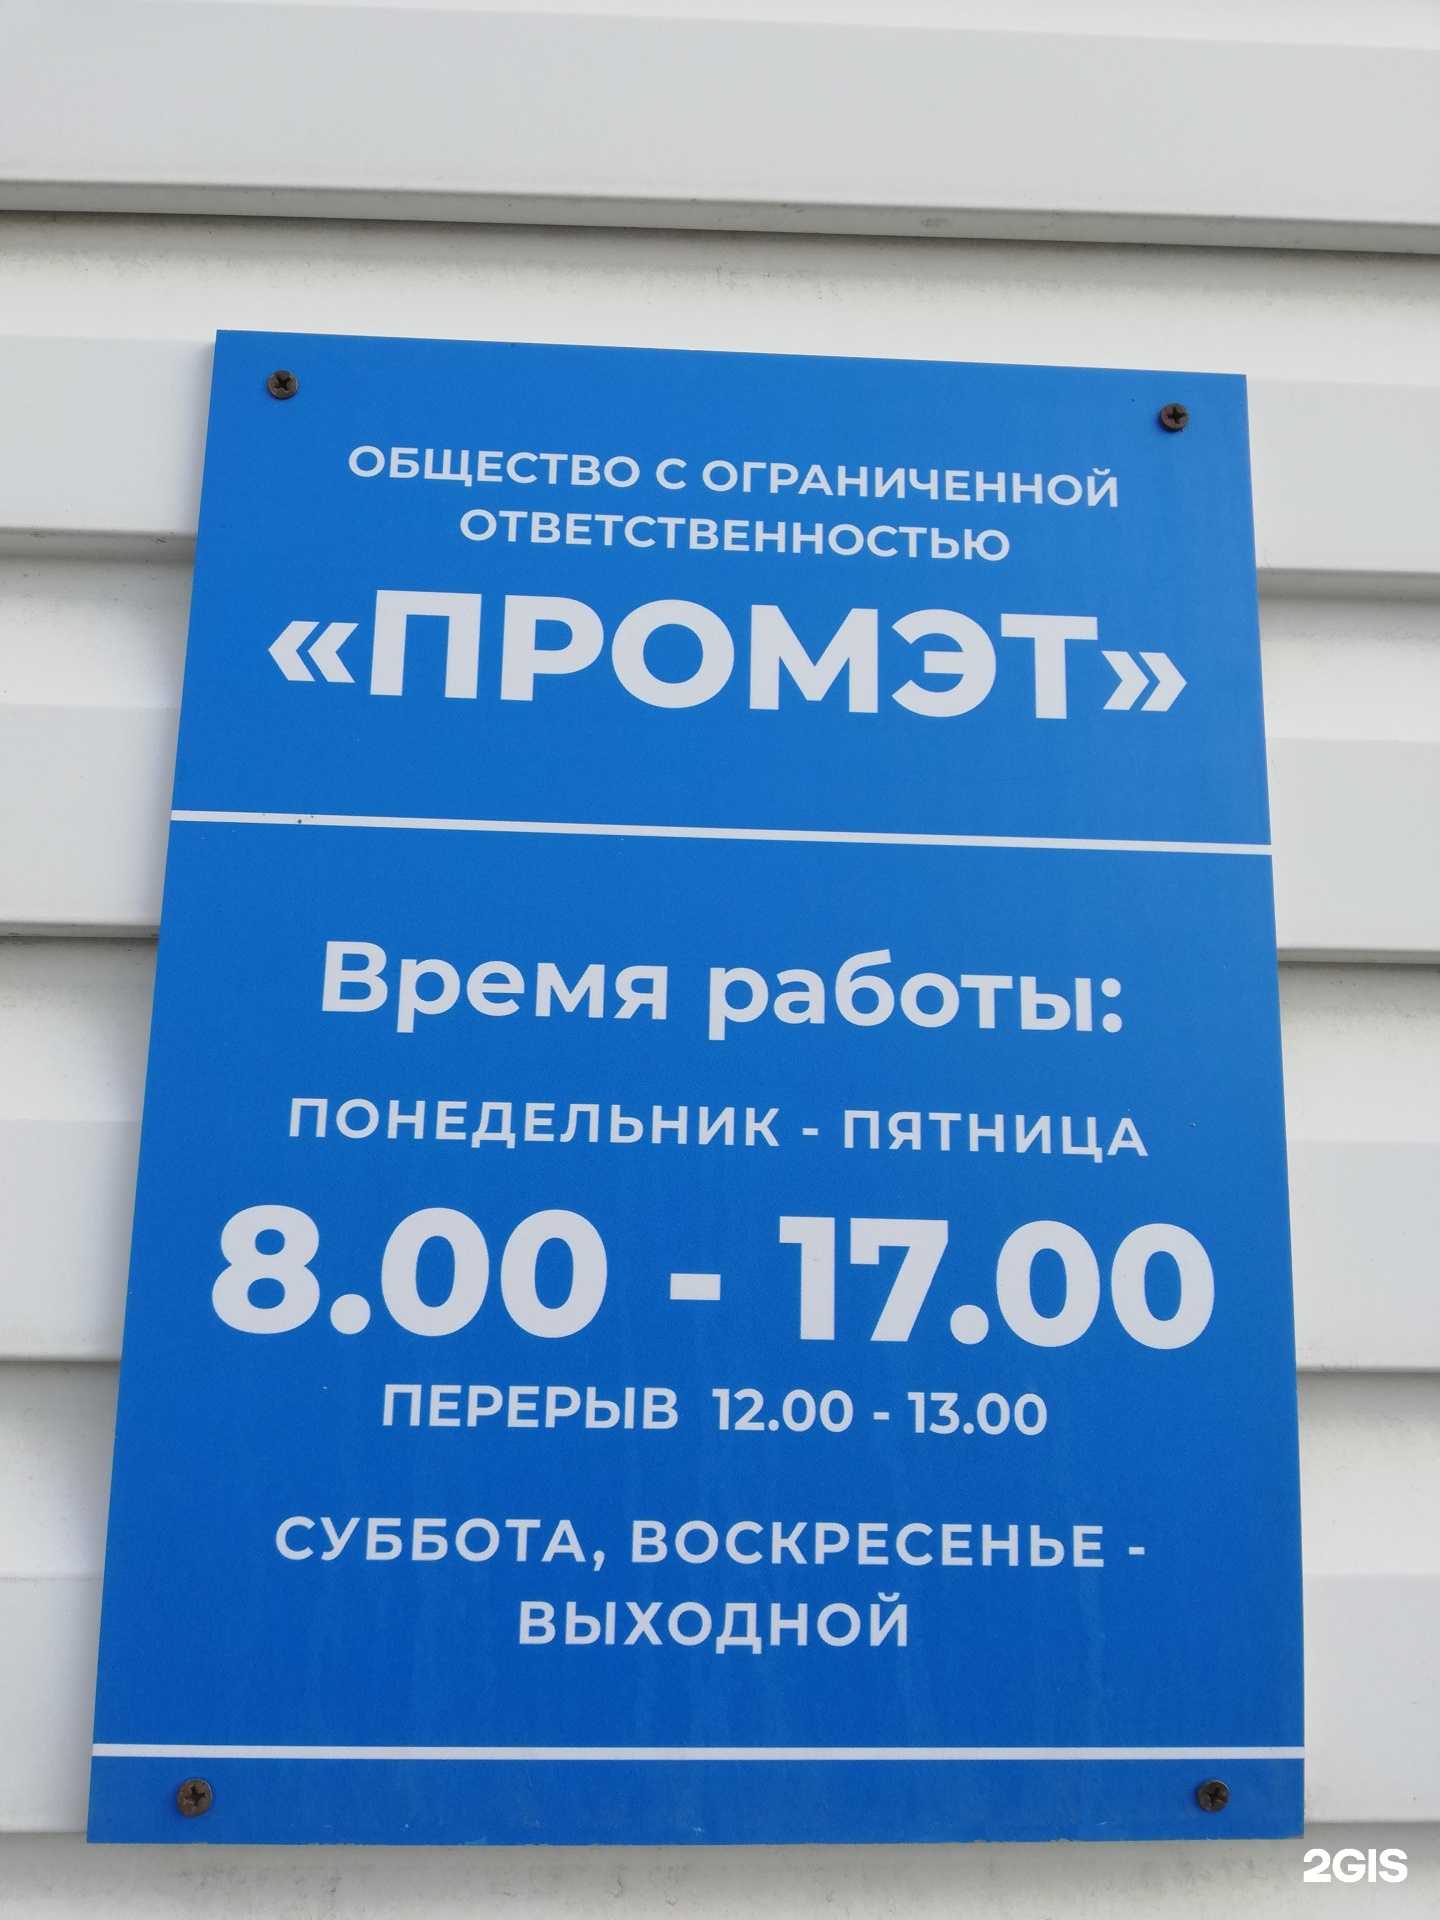 ОБЩЕСТВО С ОГРАНИЧЕННОЙ
ОТВЕТСТВЕННОСТЬЮ
«ПРОМЭТ»
Время работы:
ПОНЕДЕЛЬНИК - ПЯТНИЦА
8.00 - 17.00
ПЕРЕРЫВ 12.00 - 13.00
СУББОТА, ВОСКРЕСЕНЬЕ -
ВЫХОДНОЙ
2GIS